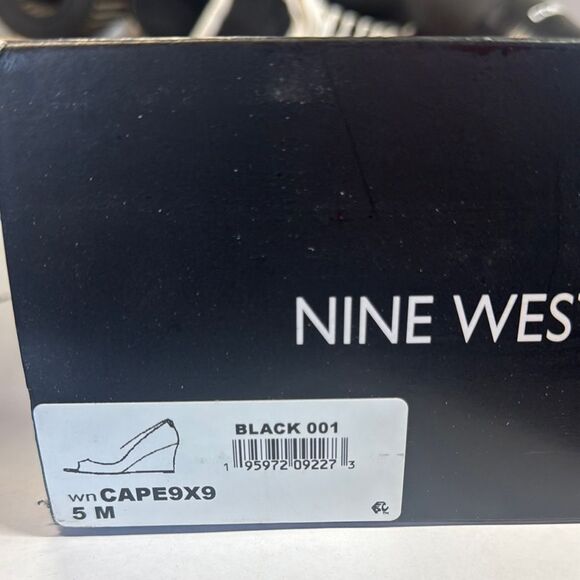 NINE WEST
BLACK 001
1 95972 09227 3
wn CAPE9X9
5 M